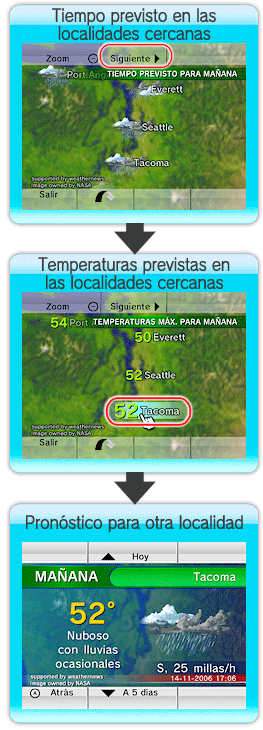 Tiempo previsto en las
localidades cercanas
Zoom
Siguiente
Port Ang
TIEMPO PREVISTO PARA MAÑANA
Everett
Seattle
Tacoma
supported by weathernews
Image owned by NASA
Salir
Temperaturas previstas en
las localidades cercanas
Zoom
Siguiente
54 Port
TEMPERATURAS MÁX. PARA MAÑANA
50 Everett
52 Seattle
52 Tacoma
supported by weathernews
Image owned by NASA
Salir
Pronóstico para otra localidad
Hoy
MAÑANA
Tacoma
52°
Nuboso
con lluvias
ocasionales
S, 25 millas/h
supported by weathernews
Image owned by NASA
14-11-2006 17:06
Atrás
A 5 días